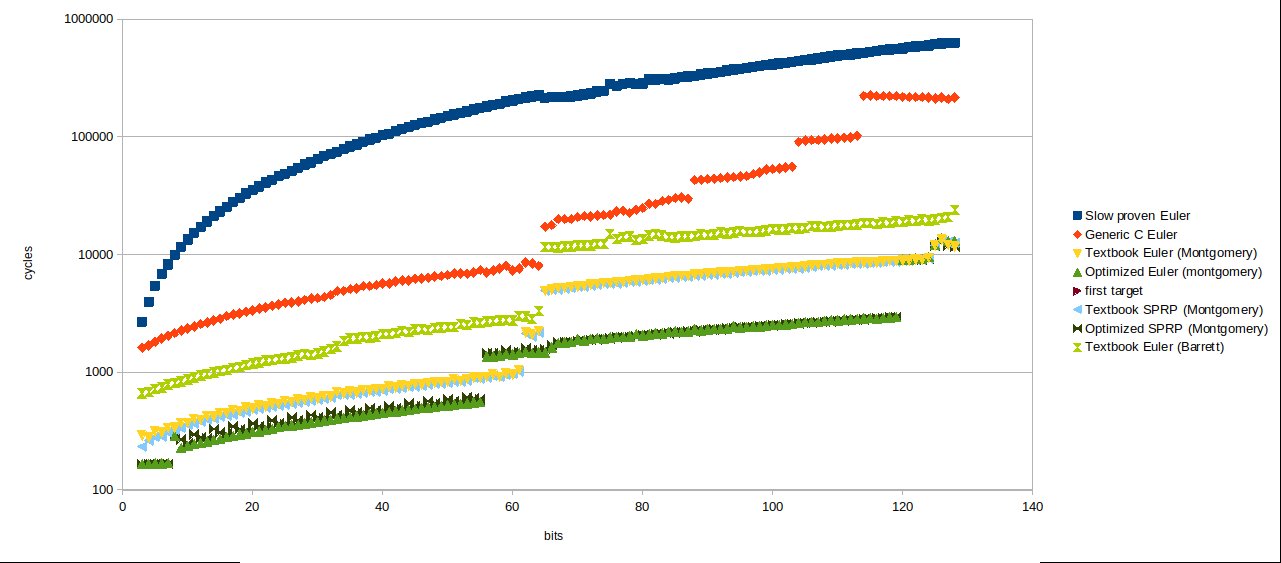 1000000
100000
10000
1000
100
0
20
40
60
80
100
120
140
cycles
bits
Slow proven Euler
Generic C Euler
Textbook Euler (Montgomery)
Optimized Euler (montgomery)
first target
Textbook SPRP (Montgomery)
Optimized SPRP (Montgomery)
Textbook Euler (Barrett)